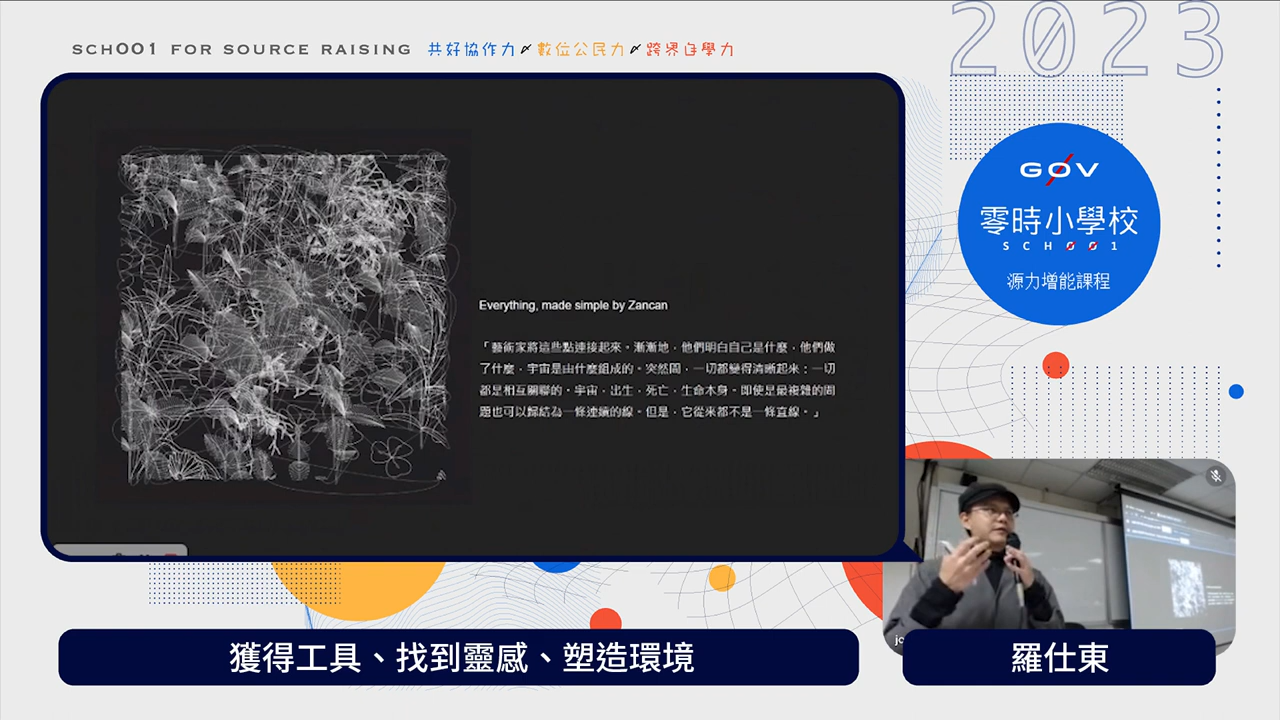 SCHOO1 FOR SOURCE RAISING 共好協作力 數位公民力 跨界自學力
2023
GØV
零時小學校
SCHØØ1
源力增能課程
Everything, made simple by Zancan
「藝術家將這些點連接起來。漸漸地，他們明白自己是什麼，他們做
了什麼，宇宙是由什麼組成的。突然間，一切都變得清晰起來：一切
都是相互關聯的。宇宙，出生，死亡，生命本身。即使是最複雜的問
題也可以歸結為一條連續的線。但是，它從來都不是一條直線。」
獲得工具、找到靈感、塑造環境
羅仕東